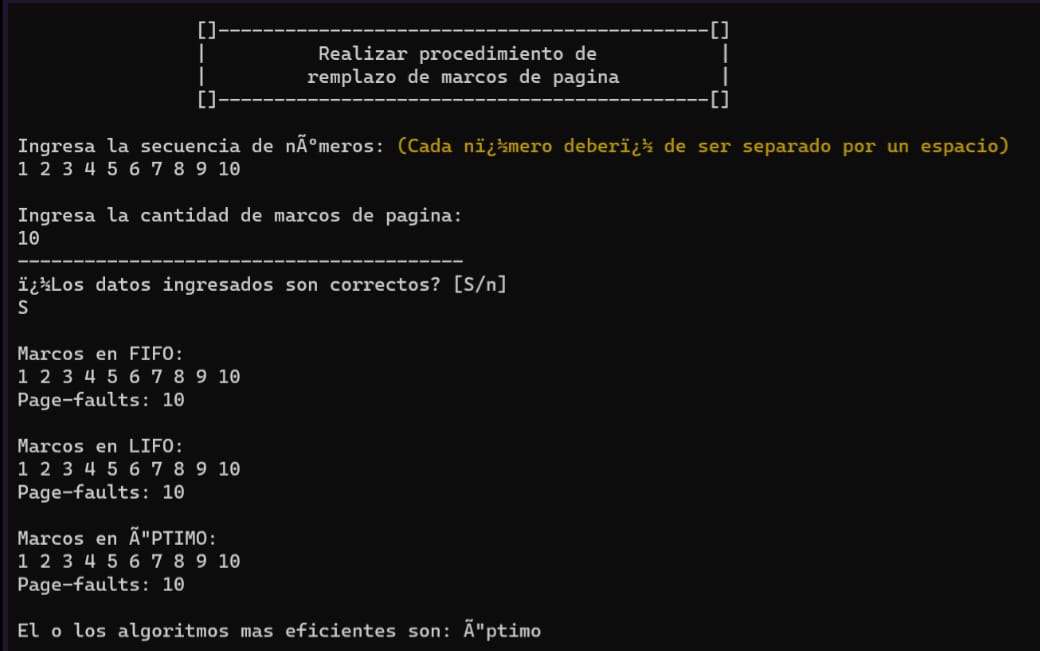 []--------------------------------------------[]
|          Realizar procedimiento de           |
|         remplazo de marcos de pagina         |
[]--------------------------------------------[]
Ingresa la secuencia de nÃºmeros: (Cada nï¿½mero deberï¿½ de ser separado por un espacio)
1 2 3 4 5 6 7 8 9 10
Ingresa la cantidad de marcos de pagina:
10
----------------------------------------
ï¿½Los datos ingresados son correctos? [S/n]
S
Marcos en FIFO:
1 2 3 4 5 6 7 8 9 10
Page-faults: 10
Marcos en LIFO:
1 2 3 4 5 6 7 8 9 10
Page-faults: 10
Marcos en Ã"PTIMO:
1 2 3 4 5 6 7 8 9 10
Page-faults: 10
El o los algoritmos mas eficientes son: Ã"ptimo